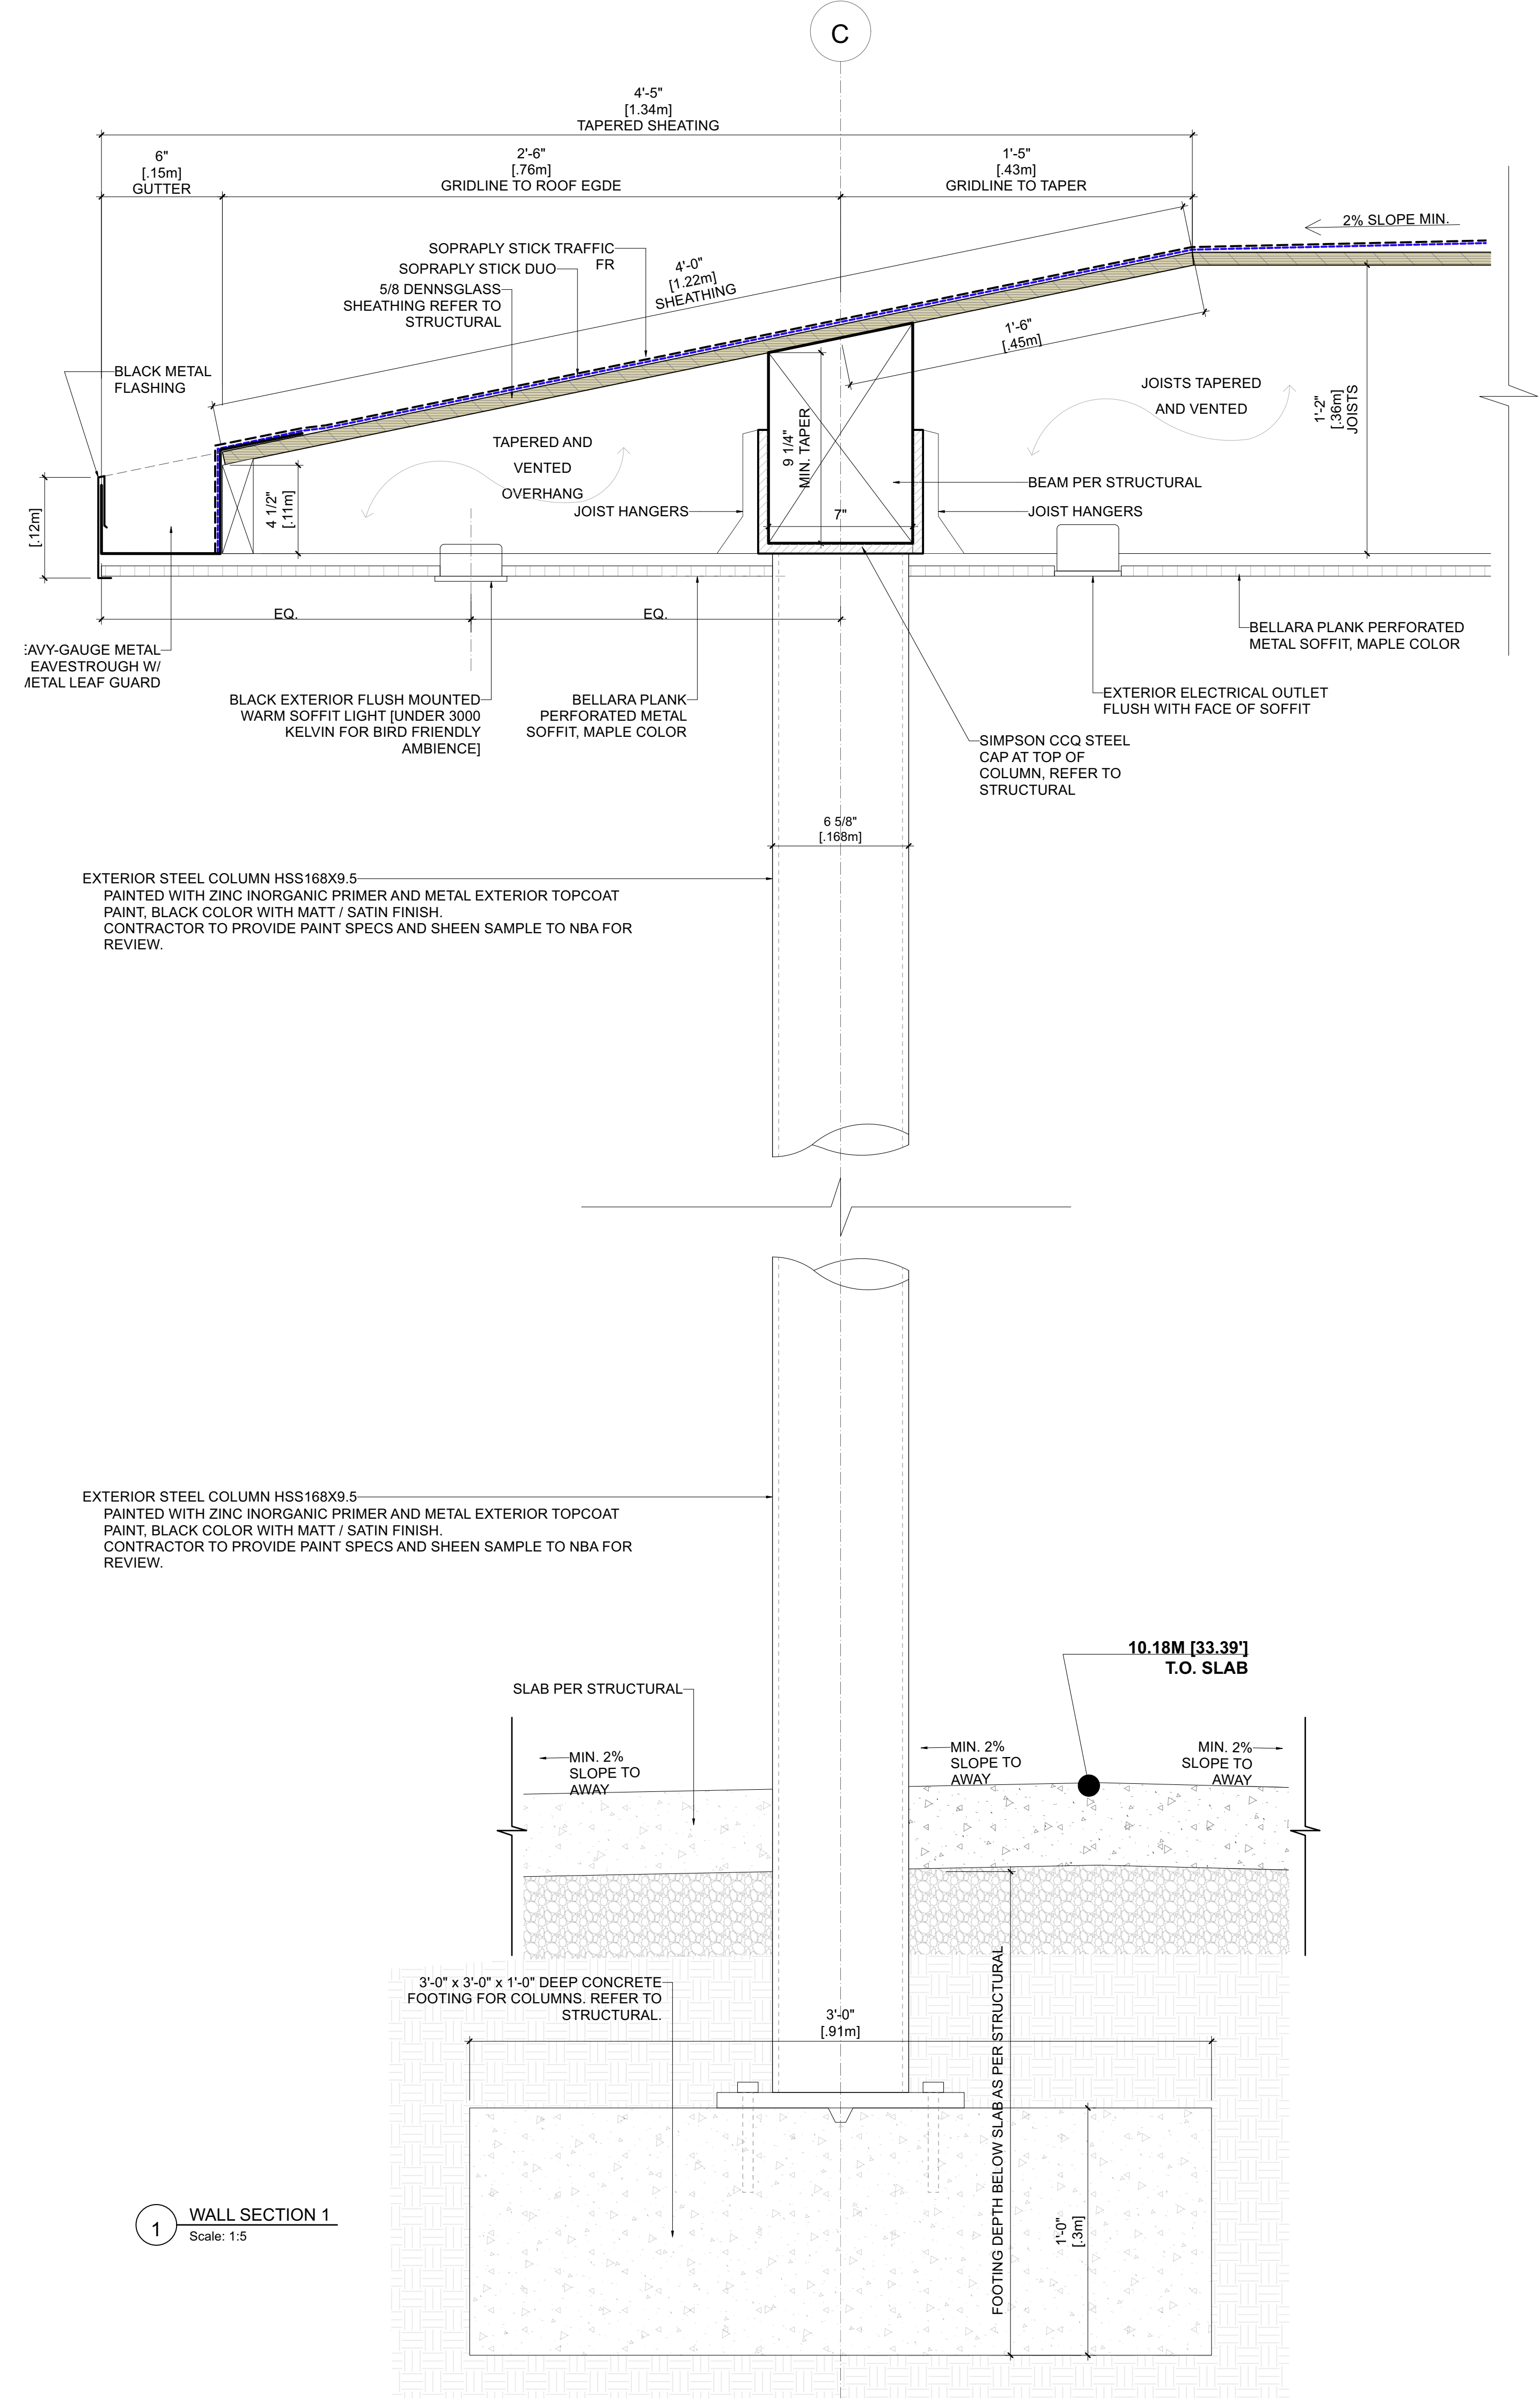 C
4'-5"
[1.34m]
TAPERED SHEATING
6"
[.15m]
GUTTER
2'-6"
[.76m]
GRIDLINE TO ROOF EGDE
1'-5"
[.43m]
GRIDLINE TO TAPER
2% SLOPE MIN.
SOPRAPLY STICK TRAFFIC
FR
SOPRAPLY STICK DUO
5/8 DENNSGLASS
SHEATHING REFER TO
STRUCTURAL
4'-0"
[1.22m]
SHEATHING
1'-6"
[.45m]
BLACK METAL
FLASHING
JOISTS TAPERED
AND VENTED
1'-2"
[.36m]
JOISTS
TAPERED AND
VENTED
OVERHANG
9 1/4"
MIN. TAPER
BEAM PER STRUCTURAL
JOIST HANGERS
7"
JOIST HANGERS
4 1/2"
[.11m]
[.12m]
EQ.
EQ.
EAVY-GAUGE METAL
EAVESTROUGH W/
METAL LEAF GUARD
BLACK EXTERIOR FLUSH MOUNTED
WARM SOFFIT LIGHT [UNDER 3000
KELVIN FOR BIRD FRIENDLY
AMBIENCE]
BELLARA PLANK
PERFORATED METAL
SOFFIT, MAPLE COLOR
BELLARA PLANK PERFORATED
METAL SOFFIT, MAPLE COLOR
EXTERIOR ELECTRICAL OUTLET
FLUSH WITH FACE OF SOFFIT
SIMPSON CCQ STEEL
CAP AT TOP OF
COLUMN, REFER TO
STRUCTURAL
6 5/8"
[.168m]
EXTERIOR STEEL COLUMN HSS168X9.5
PAINTED WITH ZINC INORGANIC PRIMER AND METAL EXTERIOR TOPCOAT
PAINT, BLACK COLOR WITH MATT / SATIN FINISH.
CONTRACTOR TO PROVIDE PAINT SPECS AND SHEEN SAMPLE TO NBA FOR
REVIEW.
EXTERIOR STEEL COLUMN HSS168X9.5
PAINTED WITH ZINC INORGANIC PRIMER AND METAL EXTERIOR TOPCOAT
PAINT, BLACK COLOR WITH MATT / SATIN FINISH.
CONTRACTOR TO PROVIDE PAINT SPECS AND SHEEN SAMPLE TO NBA FOR
REVIEW.
10.18M [33.39']
T.O. SLAB
SLAB PER STRUCTURAL
MIN. 2%
SLOPE TO
AWAY
MIN. 2%
SLOPE TO
AWAY
MIN. 2%
SLOPE TO
AWAY
3'-0" x 3'-0" x 1'-0" DEEP CONCRETE
FOOTING FOR COLUMNS. REFER TO
STRUCTURAL.
3'-0"
[.91m]
FOOTING DEPTH BELOW SLAB AS PER STRUCTURAL
1'-0"
[.3m]
1
WALL SECTION 1
Scale: 1:5